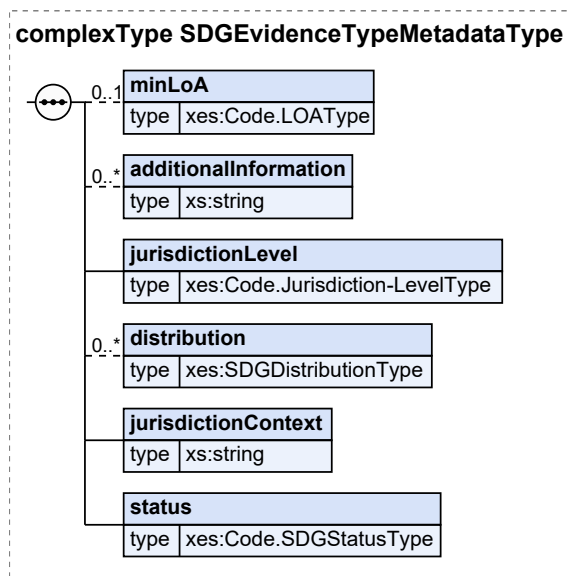 complexType SDGEvidenceTypeMetadataType
0..1
minLoA
type xes:Code.LOAType
0..*
additionalInformation
type xs:string
jurisdictionLevel
type xes:Code.Jurisdiction-LevelType
0..*
distribution
type xes:SDGDistributionType
jurisdictionContext
type xs:string
status
type xes:Code.SDGStatusType